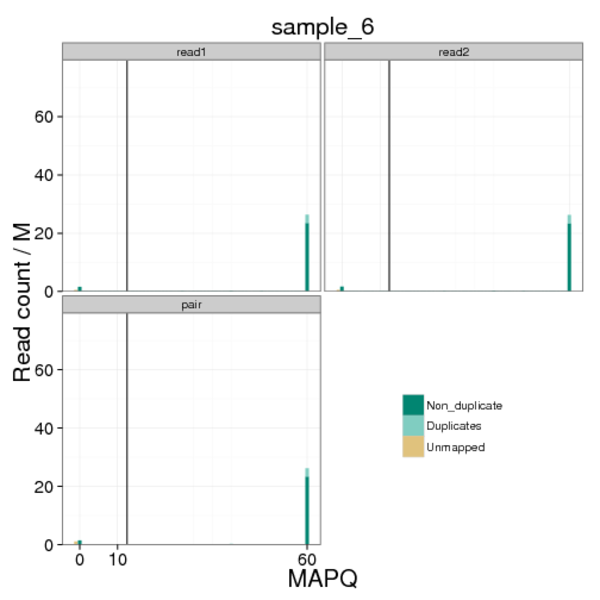 sample_6
read1
read2
60
40
20
0
Read count / M
pair
60
40
20
0
0 10 60
MAPQ
Non_duplicate
Duplicates
Unmapped